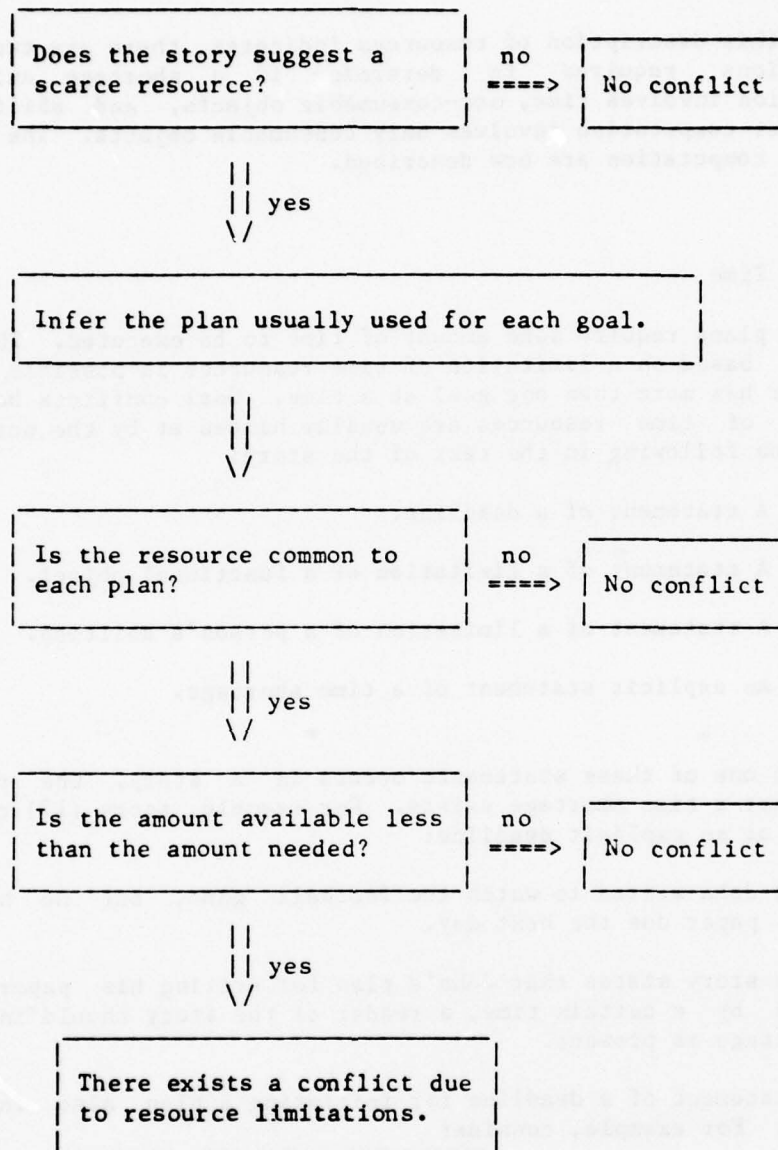 Does the story suggest a
scarce resource?
no
====>
No conflict
yes
Infer the plan usually used for each goal.
Is the resource common to
each plan?
no
====>
No conflict
yes
Is the amount available less
than the amount needed?
no
====>
No conflict
yes
There exists a conflict due
to resource limitations.